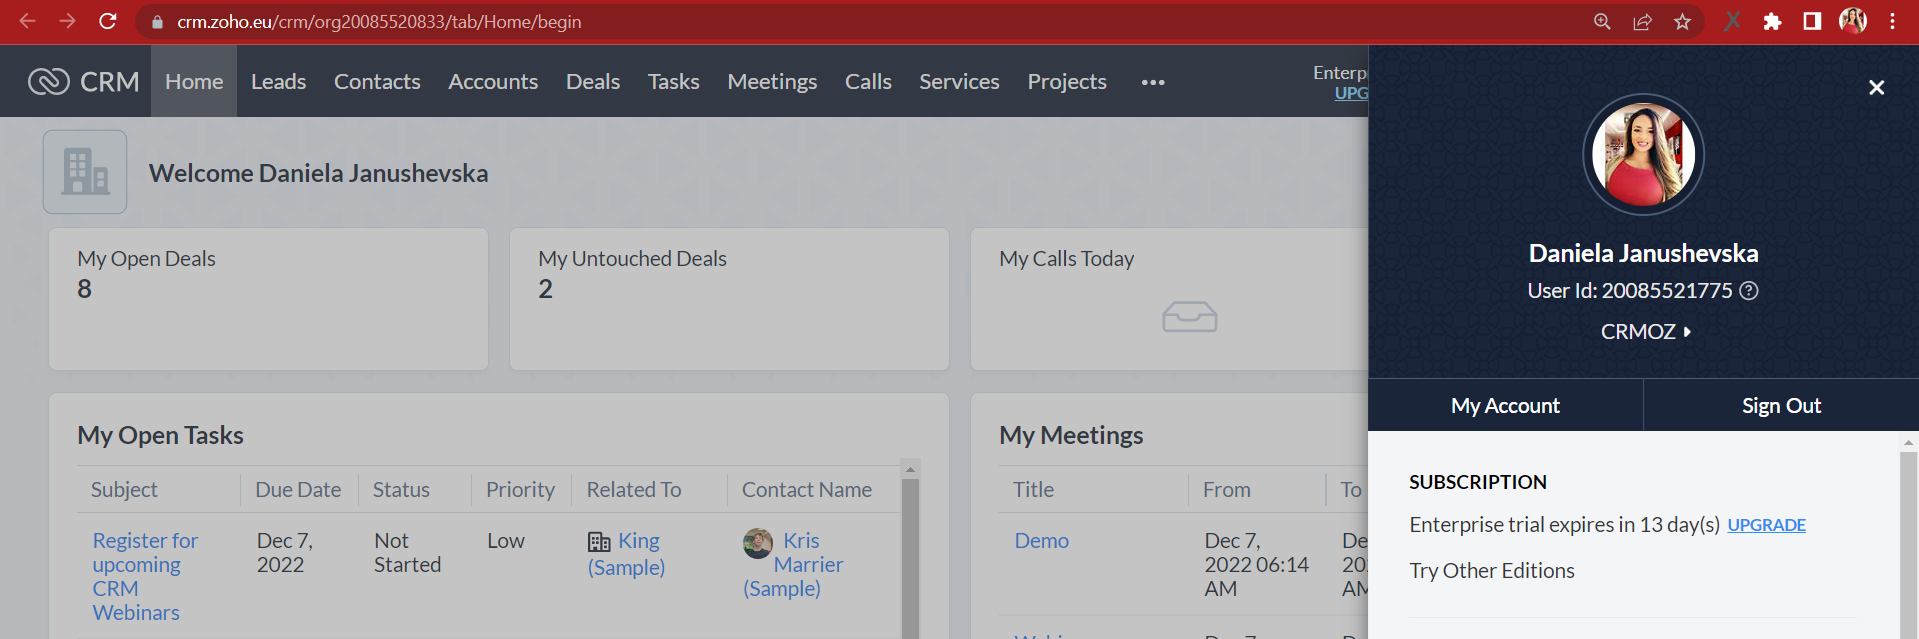 crm.zoho.eu/crm/org20085520833/tab/Home/begin
CRM Home Leads Contacts Accounts Deals Tasks Meetings Calls Services Projects •••
UPG
Welcome Daniela Janushevska
My Open Deals
8
My Untouched Deals
2
My Calls Today
My Open Tasks
Subject Due Date Status Priority Related To Contact Name
Register for upcoming CRM Webinars
Dec 7, 2022
Not Started
Low
King (Sample)
Kris Marrier (Sample)
My Meetings
Title From To
Demo
Dec 7, 2022 06:14 AM
Daniela Janushevska
User Id: 20085521775
CRMOZ
My Account
Sign Out
SUBSCRIPTION
Enterprise trial expires in 13 day(s) UPGRADE
Try Other Editions